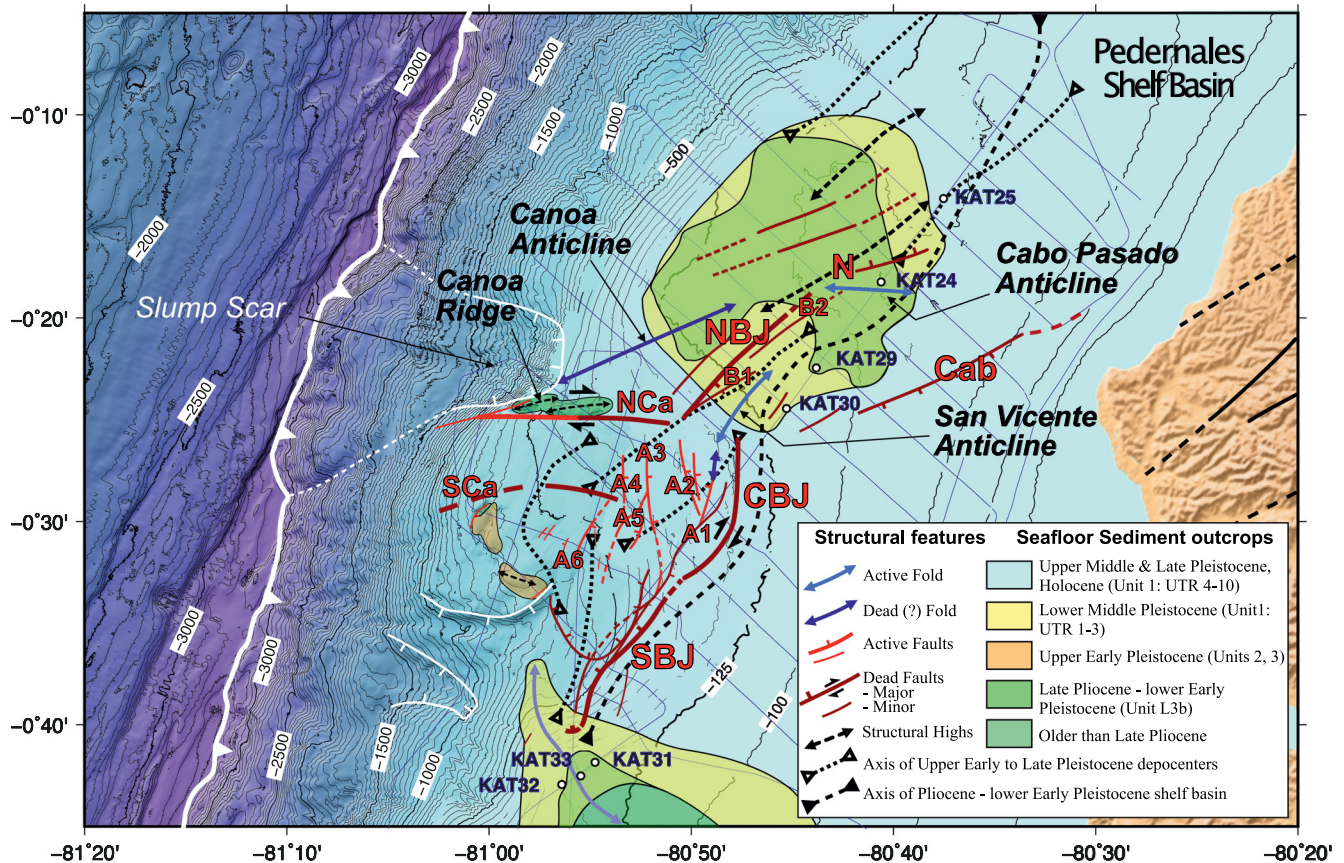 Pedernales
Shelf Basin
-3000
-2500
-2000
-1500
-1000
-500
-0°10'
-2000
Canoa
Anticline
KAT25
Canoa
Ridge
N
KAT24
Cabo Pasado
Anticline
Slump Scar
-0°20'
B2
NBJ
KAT29
Cab
B1
-2500
NCa
KAT30
San Vicente
Anticline
A3
SCa
A4
A2
CBJ
-0°30'
A5
A1
A6
Structural features
Active Fold
Dead (?) Fold
Active Faults
Dead Faults
- Major
- Minor
Structural Highs
Axis of Upper Early to Late Pleistocene depocenters
Axis of Pliocene - lower Early Pleistocene shelf basin
Seafloor Sediment outcrops
Upper Middle & Late Pleistocene,
Holocene (Unit 1: UTR 4-10)
Lower Middle Pleistocene (Unit1:
UTR 1-3)
Upper Early Pleistocene (Units 2, 3)
Late Pliocene - lower Early
Pleistocene (Unit L3b)
Older than Late Pliocene
-3000
-3000
SBJ
-125
-100
-0°40'
-2500
-1500
-1000
KAT33
KAT31
KAT32
-81°20'
-81°10'
-81°00'
-80°50'
-80°40'
-80°30'
-80°20'